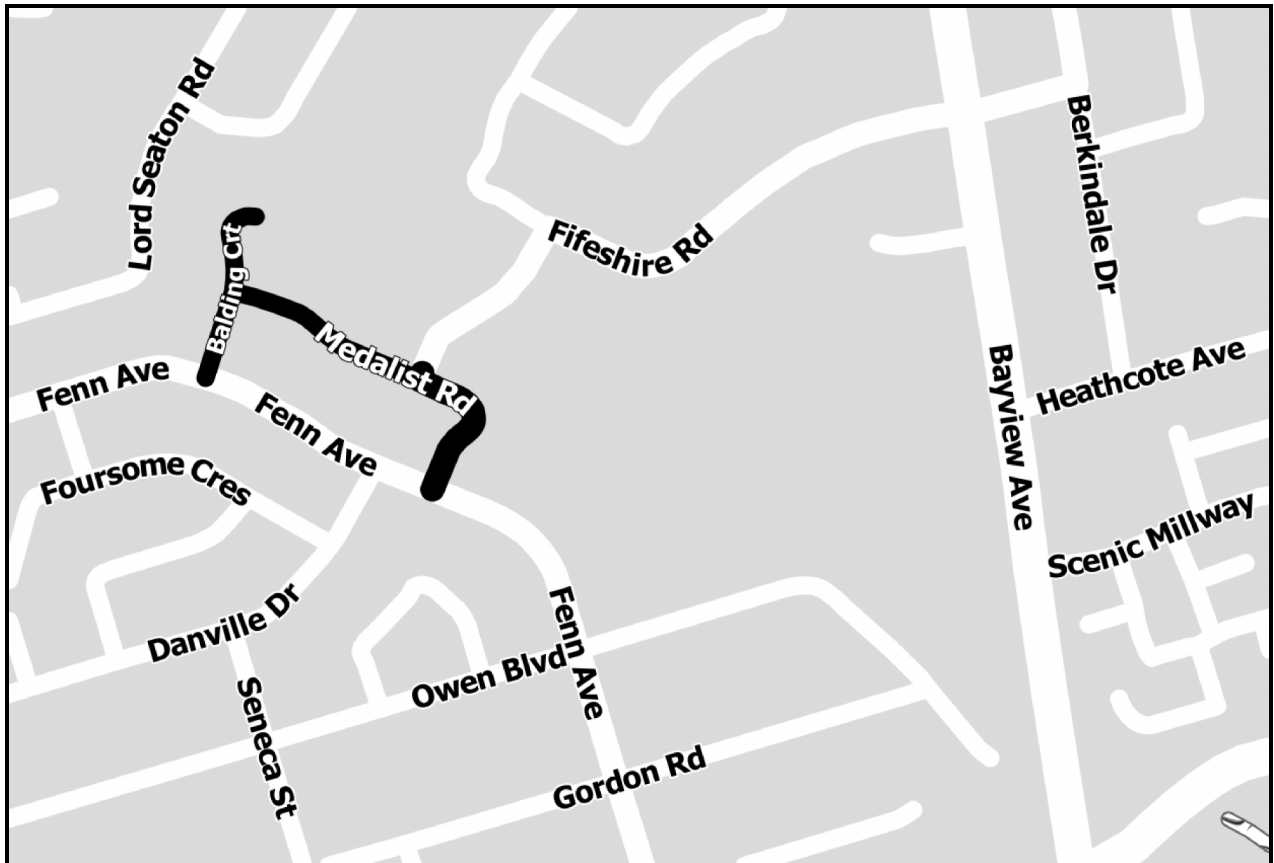 Lord Seaton Rd
Berkindale Dr
Balding Crt
Fifeshire Rd
Medalist Rd
Fenn Ave
Heathcote Ave
Bayview Ave
Fenn Ave
Foursome Cres
Scenic Millway
Danville Dr
Fenn Ave
Owen Blvd
Seneca St
Gordon Rd